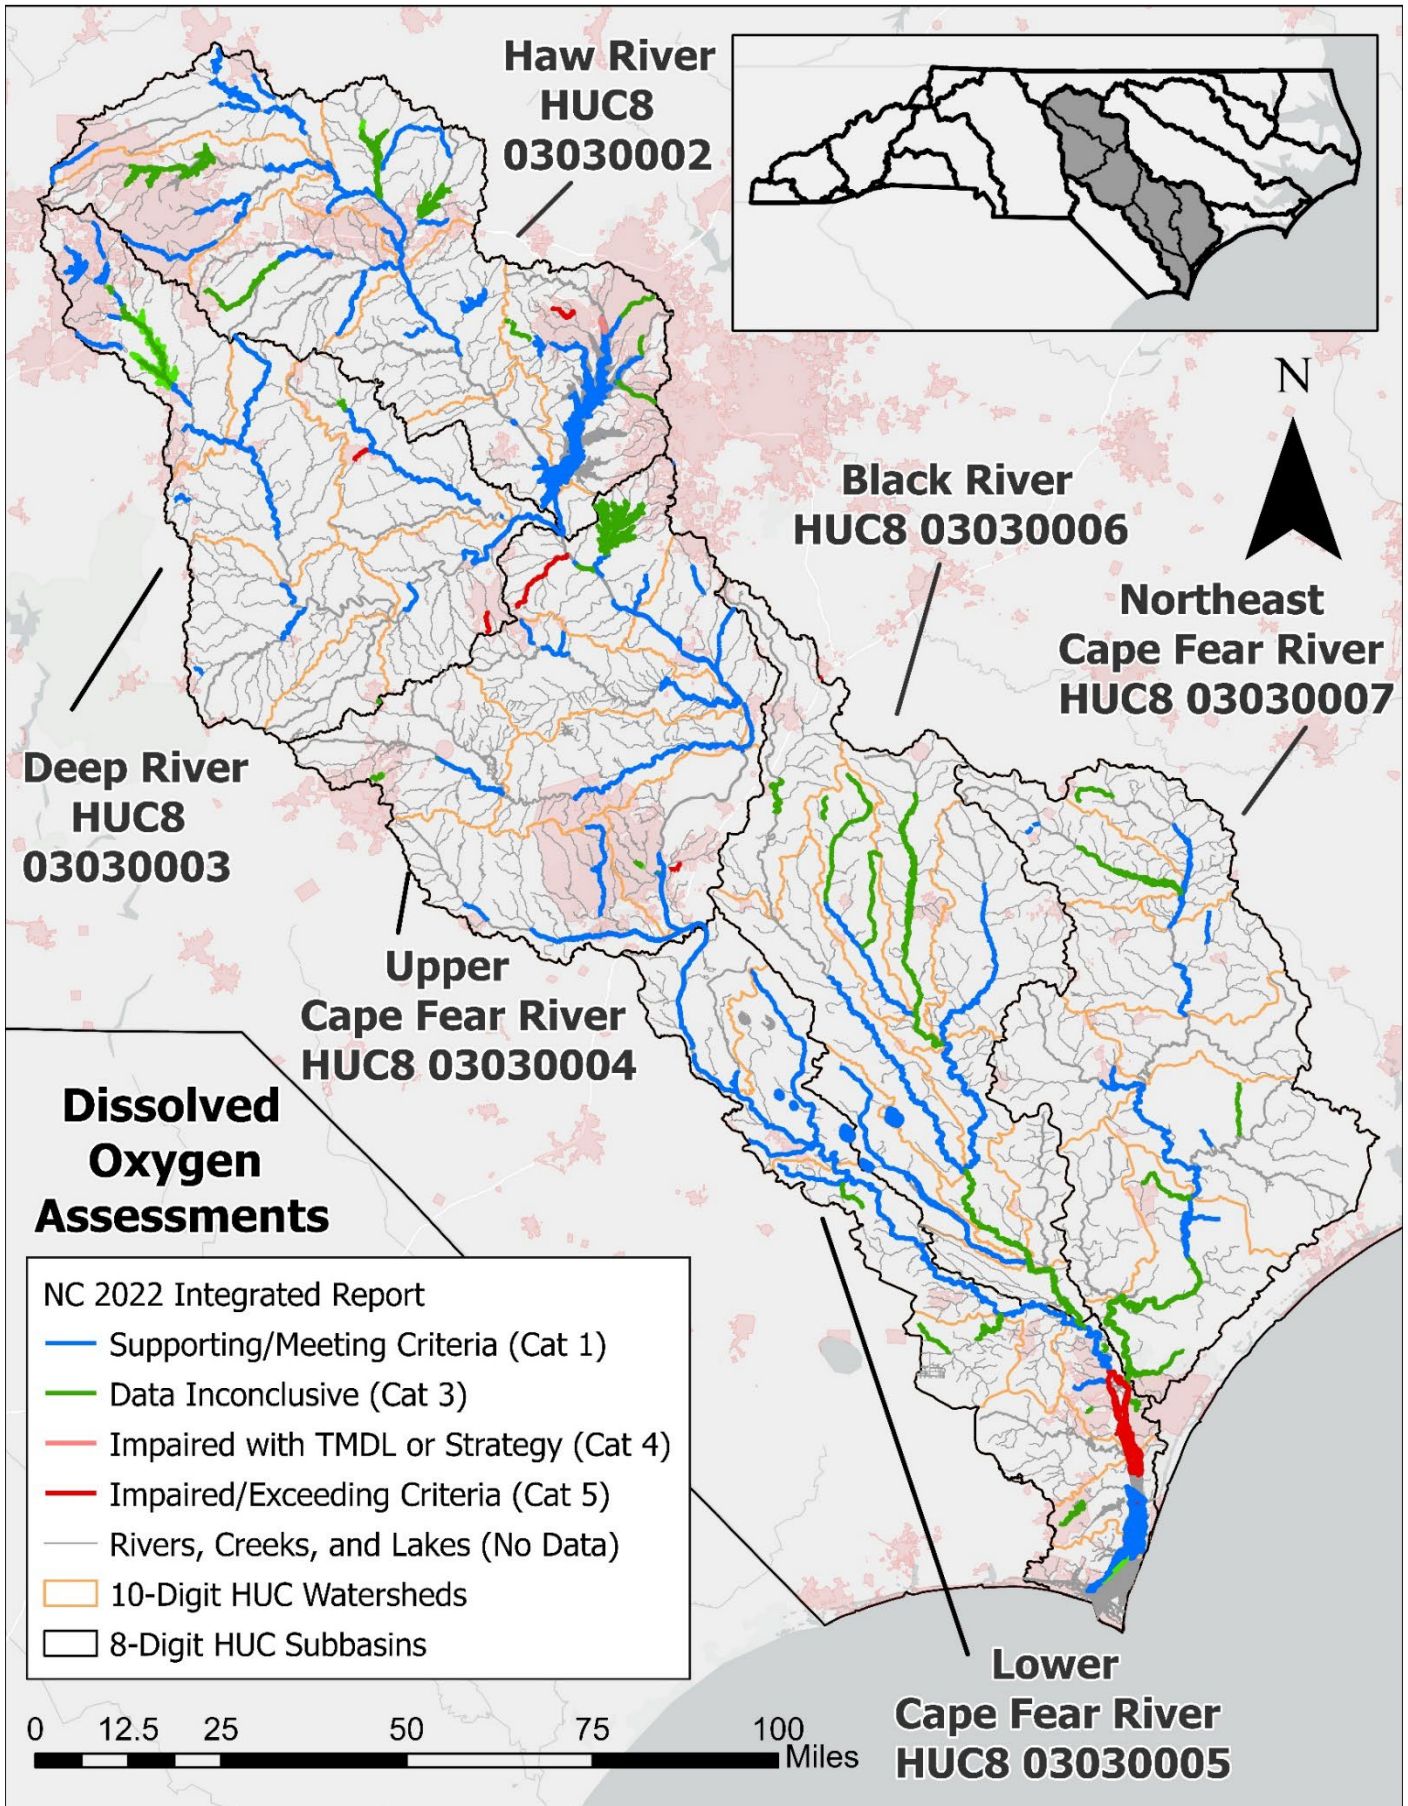 Haw River
HUC8
03030002
N
Black River
HUC8 03030006
Northeast
Cape Fear River
HUC8 03030007
Deep River
HUC8
03030003
Upper
Cape Fear River
HUC8 03030004
Dissolved
Oxygen
Assessments
NC 2022 Integrated Report
Supporting/Meeting Criteria (Cat 1)
Data Inconclusive (Cat 3)
Impaired with TMDL or Strategy (Cat 4)
Impaired/Exceeding Criteria (Cat 5)
Rivers, Creeks, and Lakes (No Data)
10-Digit HUC Watersheds
8-Digit HUC Subbasins
Lower
Cape Fear River
HUC8 03030005
0 12.5 25 50 75 100
Miles